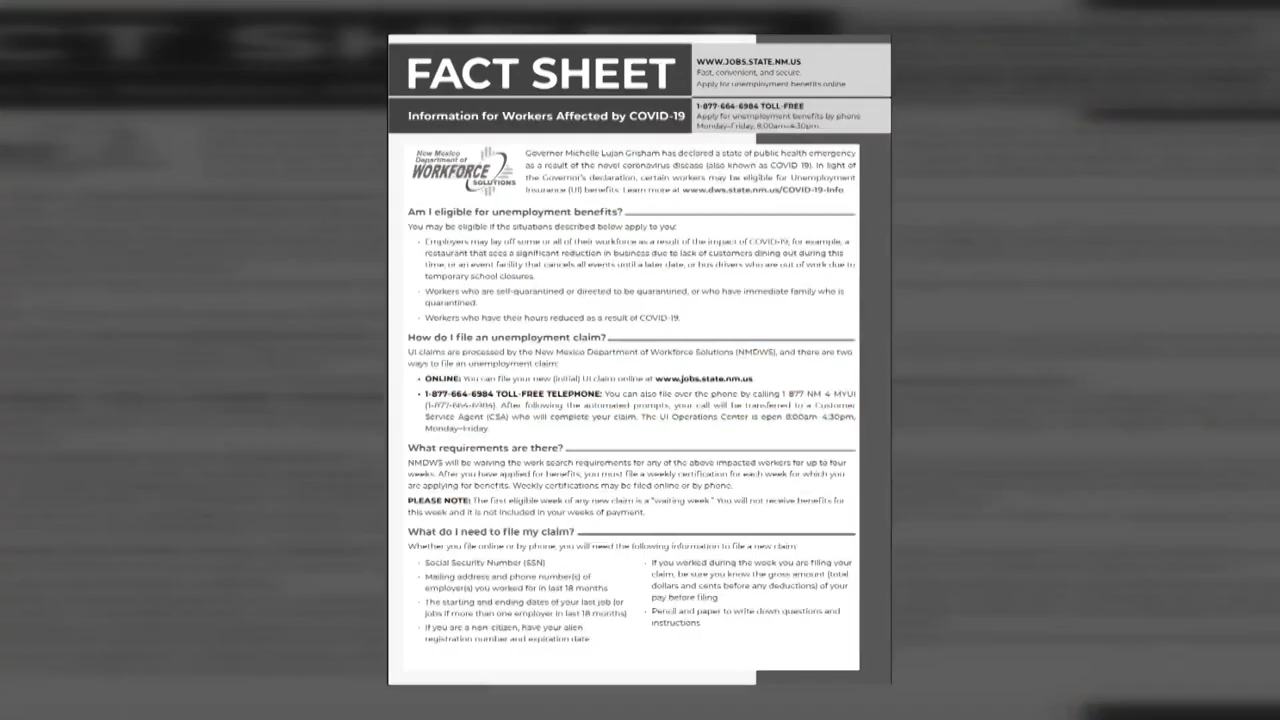 CT SHEET
FACT SHEET
WWW.JOBS.STATE.NM.US
Fast, convenient, and secure.
Apply for unemployment benefits online
Information for Workers Affected by COVID-19
1-877-664-6984 TOLL-FREE
Apply for unemployment benefits by phone
Monday-Friday, 8:00am-4:30pm
New Mexico
Department of
WORKFORCE
SOLUTIONS
Governor Michelle Lujan Grisham has declared a state of public health emergency
as a result of the novel coronavirus disease (also known as COVID 19). In light of
the Governor's declaration, certain workers may be eligible for Unemployment
Insurance (UI) benefits. Learn more at www.dws.state.nm.us/COVID-19-Info
Am I eligible for unemployment benefits?
You may be eligible if the situations described below apply to you:
· Employers may lay off some or all of their workforce as a result of the impact of COVID-19; for example, a
restaurant that sees a significant reduction in business due to lack of customers dining out during this
time, or an event facility that cancels all events until a later date, or bus drivers who are out of work due to
temporary school closures.
· Workers who are self-quarantined or directed to be quarantined, or who have immediate family who is
quarantined.
· Workers who have their hours reduced as a result of COVID-19.
How do I file an unemployment claim?
UI claims are processed by the New Mexico Department of Workforce Solutions (NMDWS), and there are two
ways to file an unemployment claim:
• ONLINE: You can file your new (initial) UI claim online at www.jobs.state.nm.us
• 1-877-664-6984 TOLL-FREE TELEPHONE: You can also file over the phone by calling 1 877 NM 4 MYUI
(1-877-664-6984). After following the automated prompts, your call will be transferred to a Customer
Service Agent (CSA) who will complete your claim. The UI Operations Center is open 8:00am 4:30pm,
Monday-Friday.
What requirements are there?
NMDWS will be waiving the work search requirements for any of the above impacted workers for up to four
weeks. After you have applied for benefits, you must file a weekly certification for each week for which you
are applying for benefits. Weekly certifications may be filed online or by phone.
PLEASE NOTE: The first eligible week of any new claim is a "waiting week." You will not receive benefits for
this week and it is not included in your weeks of payment.
What do I need to file my claim?
Whether you file online or by phone, you will need the following information to file a new claim:
· Social Security Number (SSN)
· Mailing address and phone number(s) of
employer(s) you worked for in last 18 months
· The starting and ending dates of your last job (or
jobs if more than one employer in last 18 months)
· If you are a non-citizen, have your alien
registration number and expiration date
· If you worked during the week you are filing your
claim, be sure you know the gross amount (total
dollars and cents before any deductions) of your
pay before filing
· Pencil and paper to write down questions and
instructions